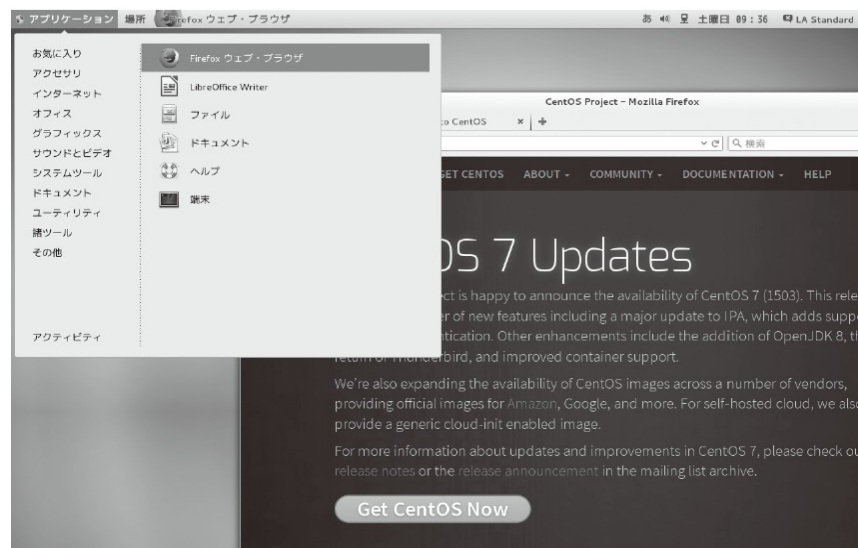 アプリケーション 場所 Firefox ウェブ・ブラウザ あ 土曜日 09:36 LA Standard
お気に入り
アクセサリ
インターネット
オフィス
グラフィックス
サウンドとビデオ
システムツール
ドキュメント
ユーティリティ
諸ツール
その他
アクティビティ
Firefox ウェブ・ブラウザ
LibreOffice Writer
ファイル
ドキュメント
ヘルプ
端末
CentOS Project - Mozilla Firefox
to CentOS × +
検索
GET CENTOS ABOUT COMMUNITY DOCUMENTATION HELP
OS 7 Updates
ect is happy to announce the availability of CentOS 7 (1503). This rele
er of new features including a major update to IPA, which adds supp
ntication. Other enhancements include the addition of OpenJDK 8, th
return of Thunderbird, and improved container support.
We're also expanding the availability of CentOS images across a number of vendors,
providing official images for Amazon, Google, and more. For self-hosted cloud, we also
provide a generic cloud-init enabled image.
For more information about updates and improvements in CentOS 7, please check ou
release notes or the release announcement in the mailing list archive.
Get CentOS Now